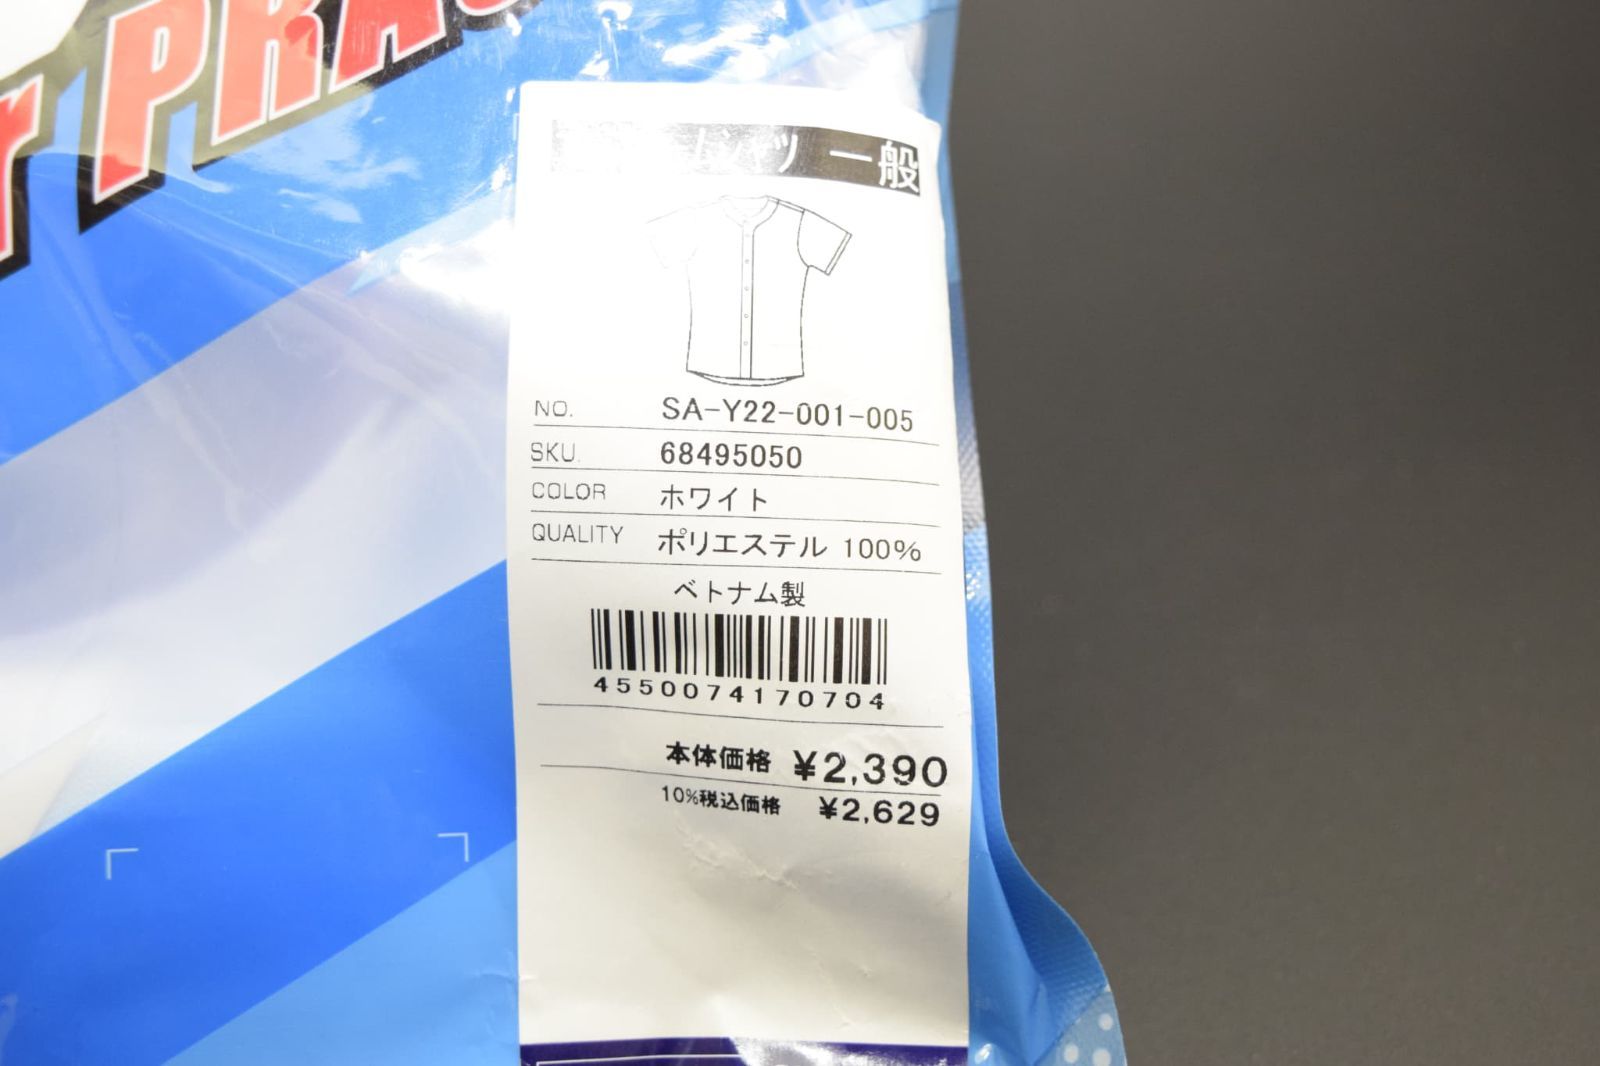 r PRAC
シャツ 一般
NO. SA-Y22-001-005
SKU. 68495050
COLOR ホワイト
QUALITY ポリエステル 100%
ベトナム製
4550074170704
本体価格 ¥2,390
10%税込価格 ¥2,629